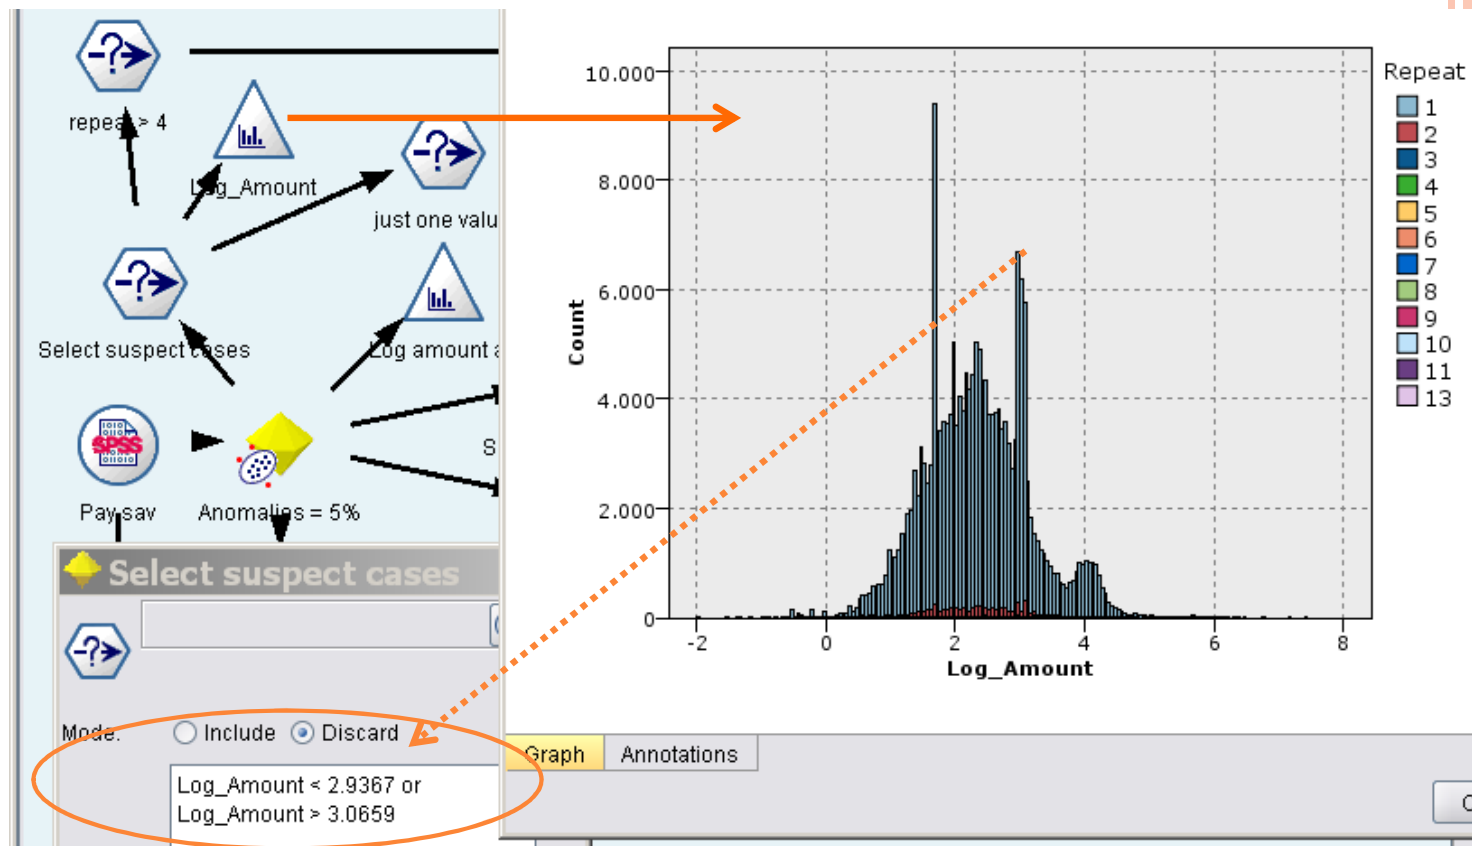 repeat > 4
Log_Amount
just one valu
Select suspect cases
Log amount a
S
SPSS
Pay.sav
Anomalies = 5%
Select suspect cases
Mode:
Include
Discard
Log_Amount < 2.9367 or
Log_Amount > 3.0659
10.000
8.000
6.000
4.000
2.000
0
Count
-2
0
2
4
6
8
Log_Amount
Repeat
1
2
3
4
5
6
7
8
9
10
11
13
Graph
Annotations